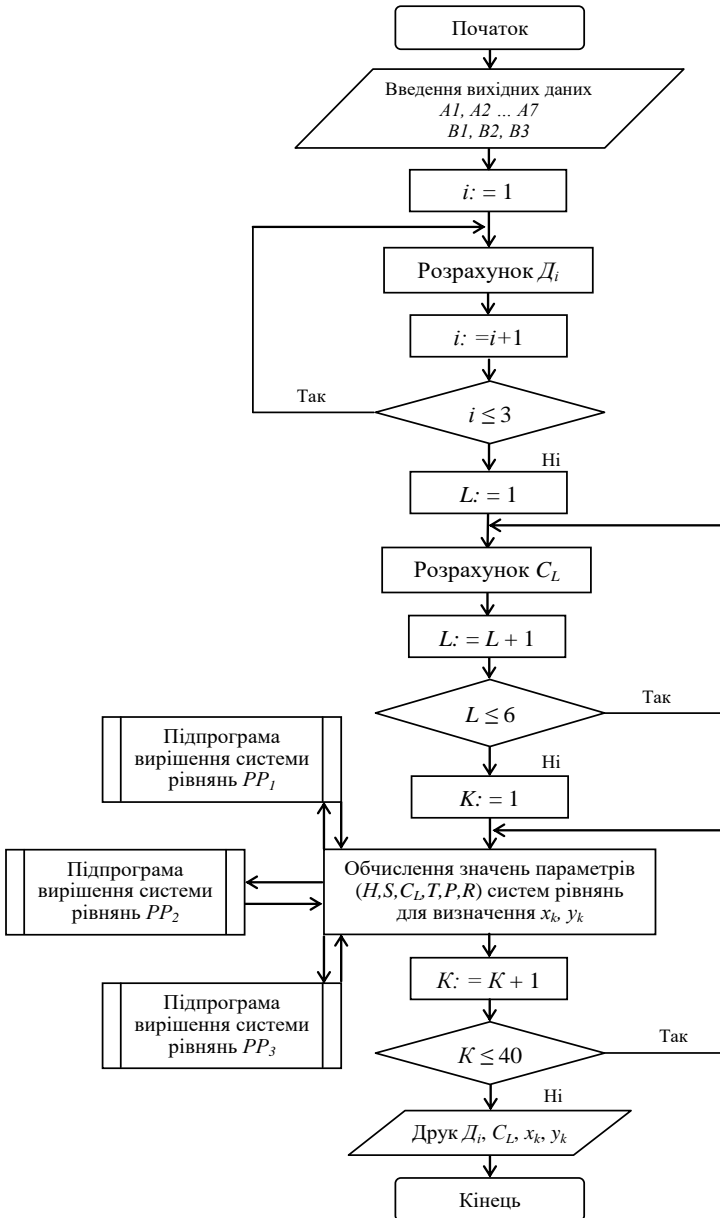 Початок
Введення вихідних даних
A1, A2 ... A7
B1, B2, B3
i: = 1
Розрахунок Дi
i: =i+1
Так
i ≤ 3
Ні
L: = 1
Розрахунок CL
L: = L + 1
L ≤ 6
Так
Ні
Підпрограма
вирішення системи
рівнянь PP1
K: = 1
Підпрограма
вирішення системи
рівнянь PP2
Обчислення значень параметрів
(H,S,CL,T,P,R) систем рівнянь
для визначення xk, yk
Підпрограма
вирішення системи
рівнянь PP3
К: = К + 1
К ≤ 40
Так
Ні
Друк Дi, CL, xk, yk
Кінець